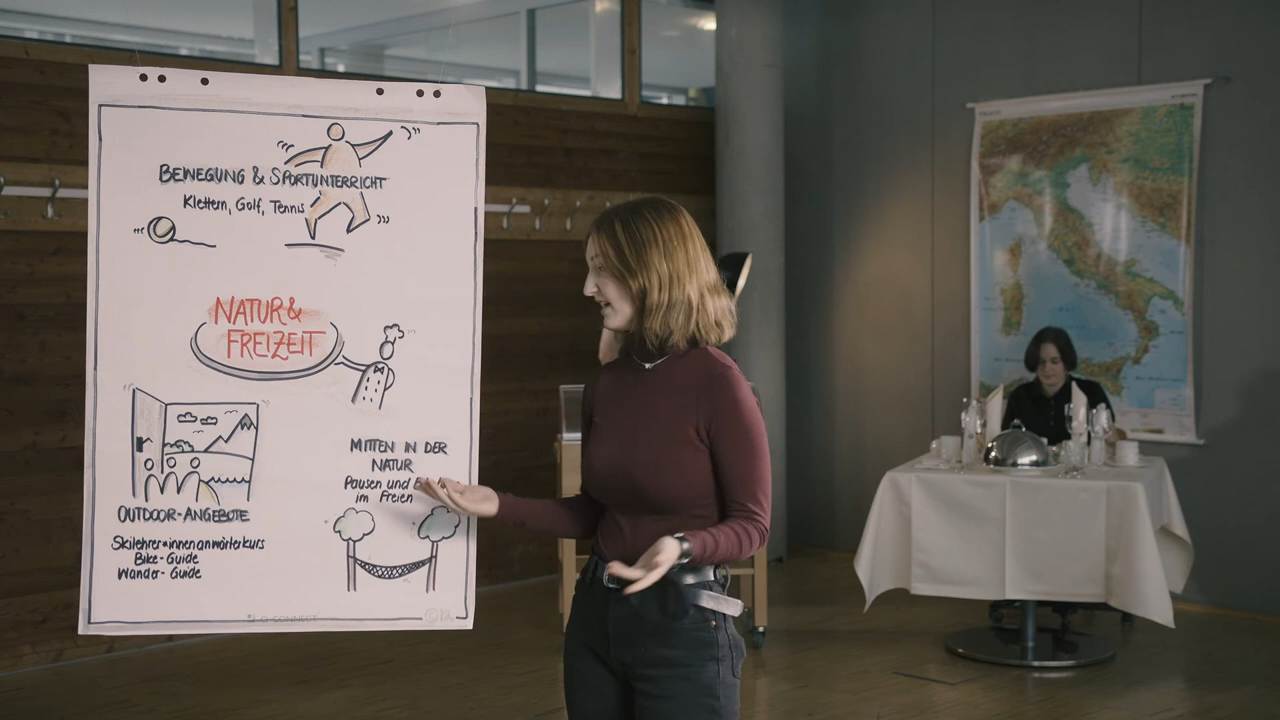 BEWEGUNG & SPORTUNTERRICHT
Klettern, Golf, Tennis
NATUR &
FREIZEIT
OUTDOOR-ANGEBOTE
Skilehrer*innenanwärterkurs
Bike-Guide
Wander-Guide
MITTEN IN DER
NATUR
Pausen und
im Freien